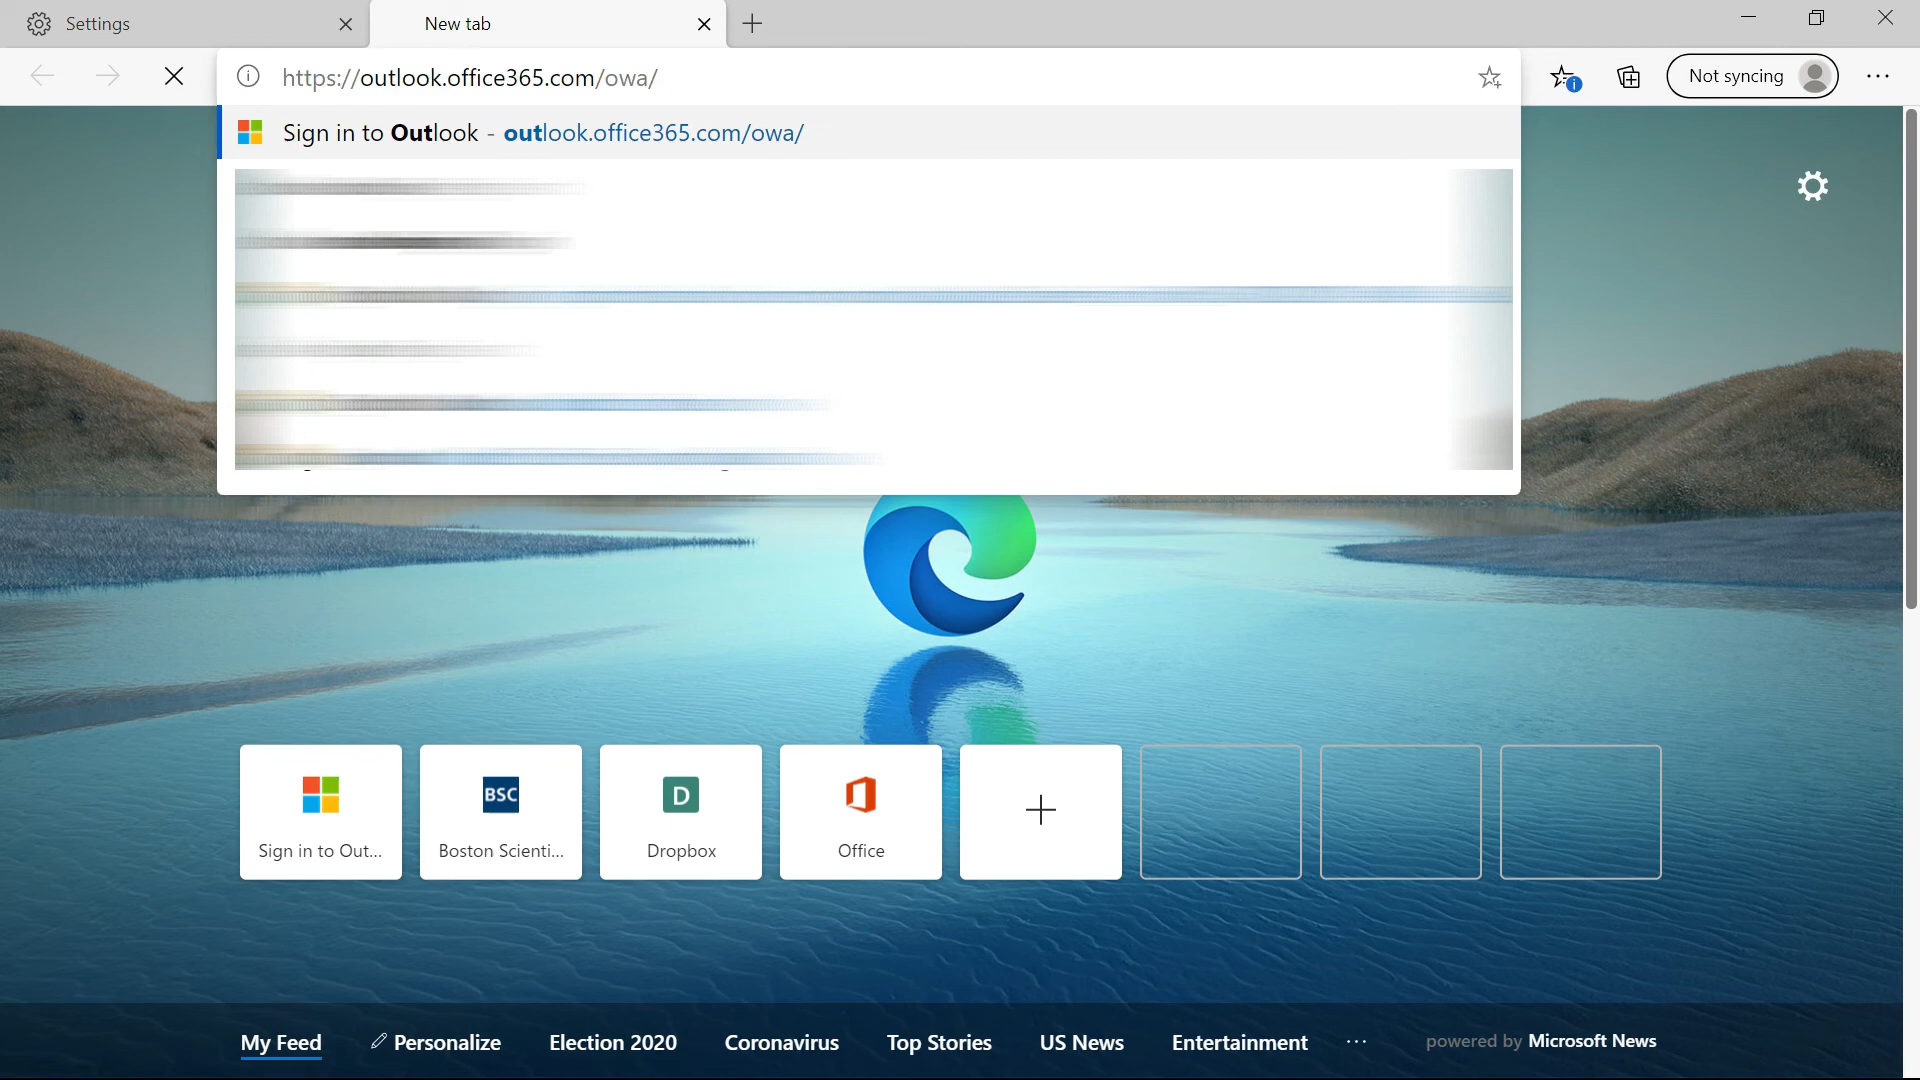 Settings
New tab
https://outlook.office365.com/owa/
Not syncing
Sign in to Outlook - outlook.office365.com/owa/
BSC
D
Sign in to Out...
Boston Scienti...
Dropbox
Office
My Feed
Personalize
Election 2020
Coronavirus
Top Stories
US News
Entertainment
powered by Microsoft News